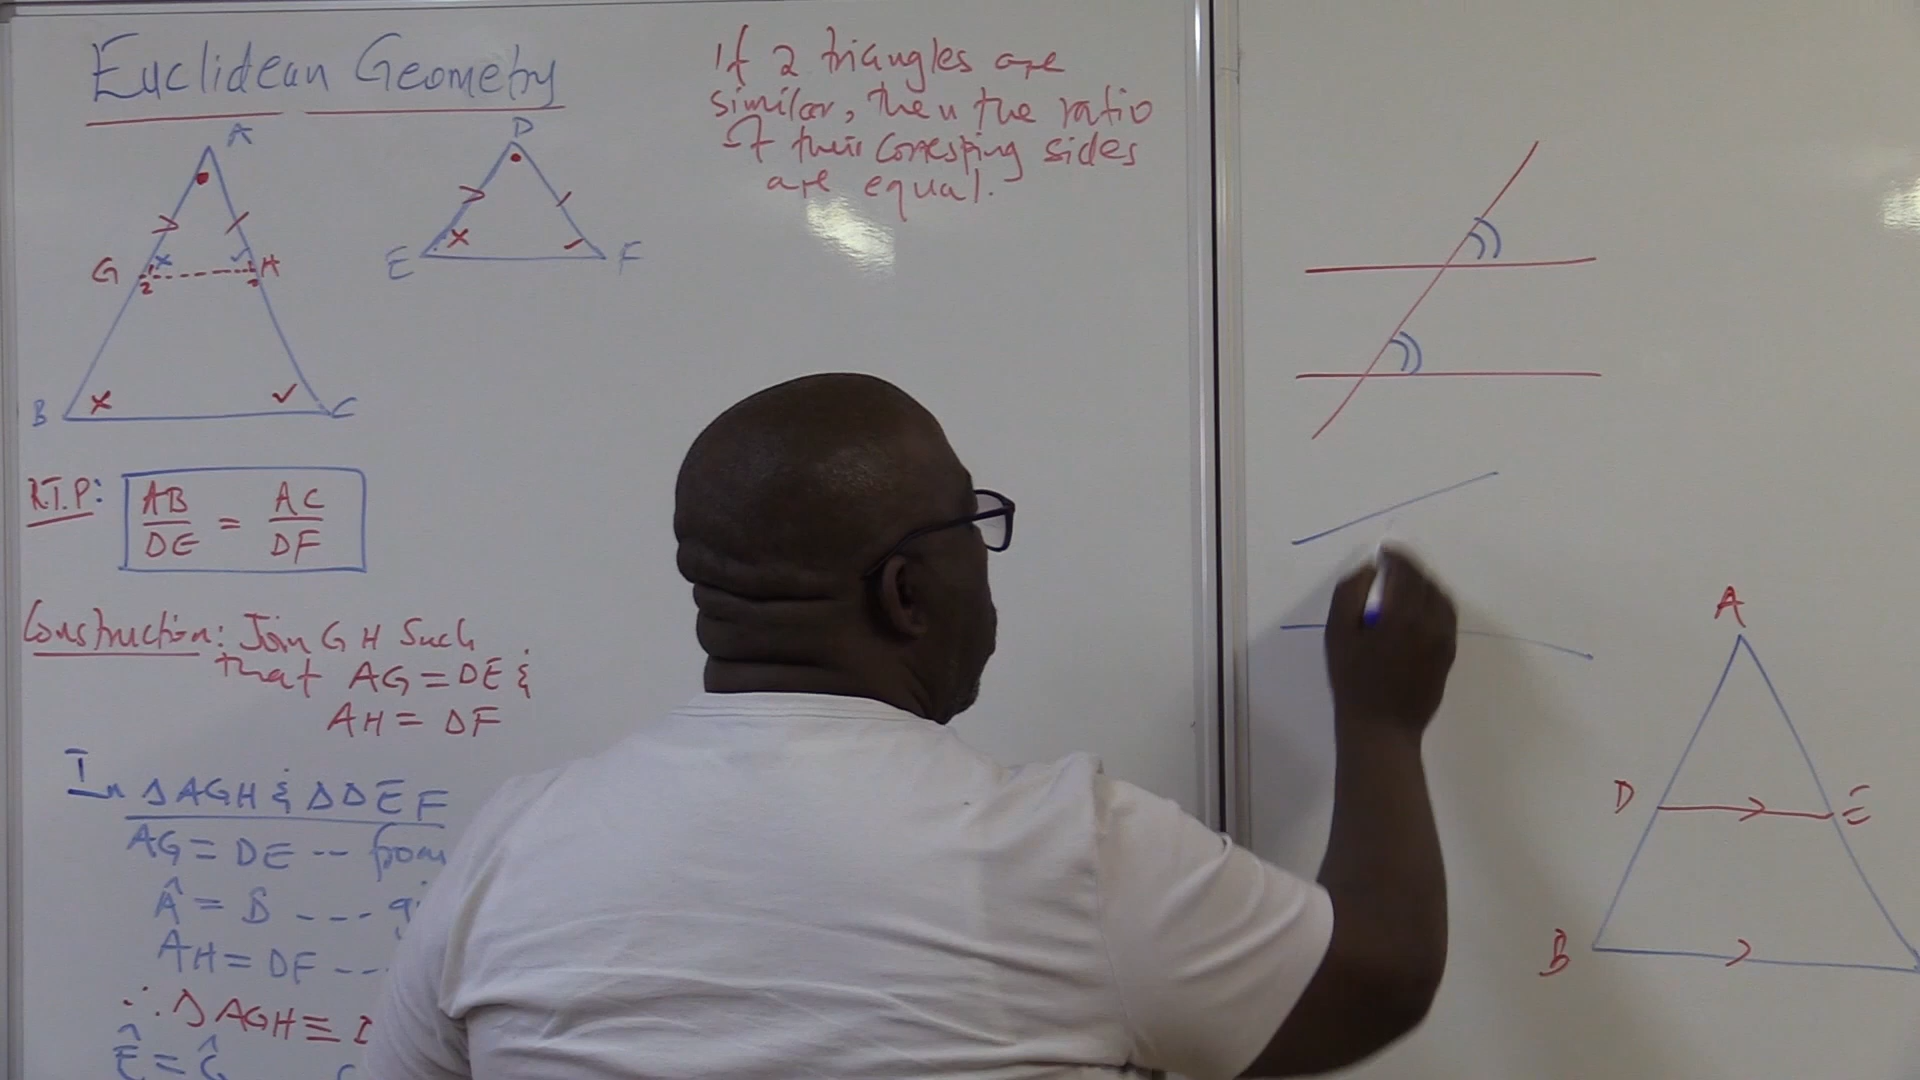 Euclidean Geometry
A
G 1 2 H
B C
D
E F
If 2 triangles are
similar, then the ratio
of their Corresping sides
are equal.
R.T.P:
AB = AC
DE DF
Construction: Join GH Such
that AG = DE &
AH = DF
In ΔAGH & ΔDEF
AG = DE -- from
Â = D̂ ---
AH = DF ---
∴ ΔAGH ≡
Ê = Ĝ
A
D E
B